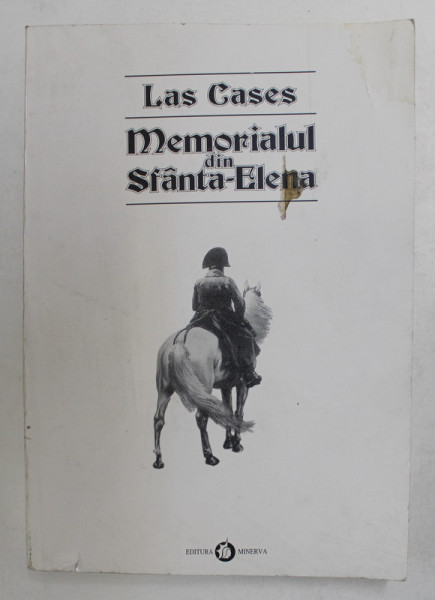 Las Cases
Memorialul
din
Sfânta-Elena
EDITURA MINERVA